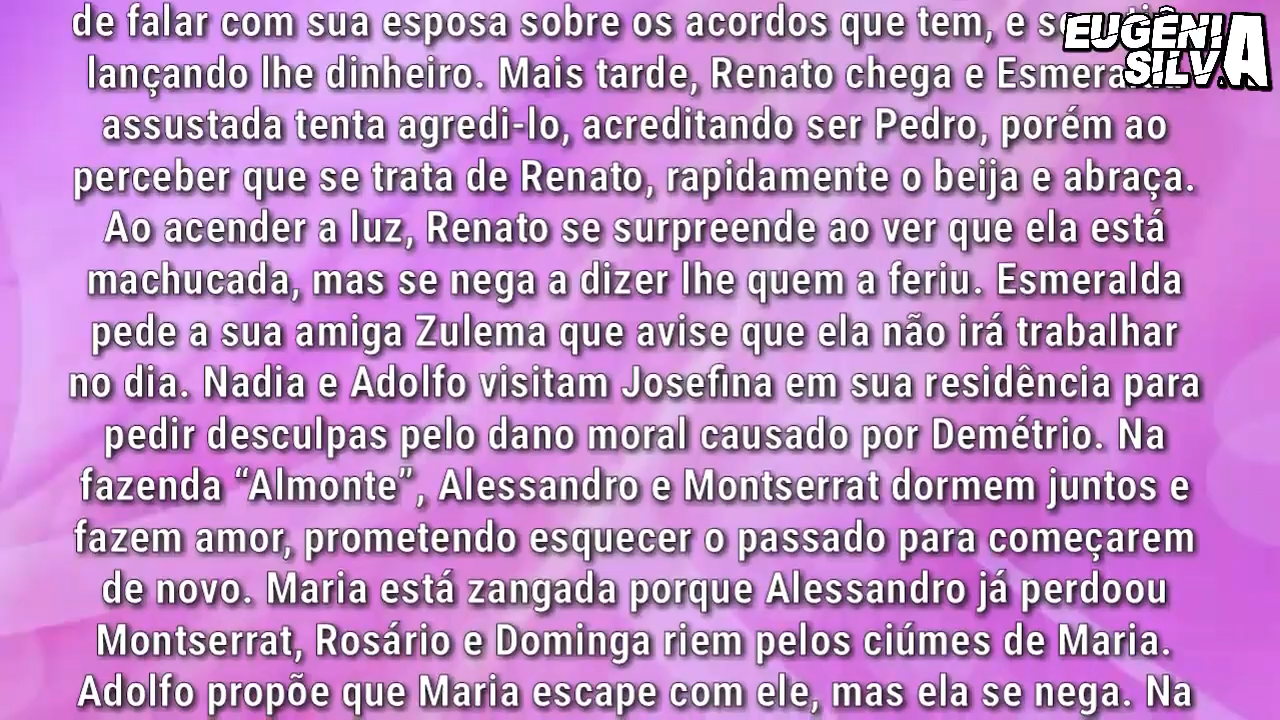 de falar com sua esposa sobre os acordos que tem, e
lançando lhe dinheiro. Mais tarde, Renato chega e
assustada tenta agredi-lo, acreditando ser Pedro, porém ao
perceber que se trata de Renato, rapidamente o beija e abraça.
Ao acender a luz, Renato se surpreende ao ver que ela está
machucada, mas se nega a dizer lhe quem a feriu. Esmeralda
pede a sua amiga Zulema que avise que ela não irá trabalhar
no dia. Nadia e Adolfo visitam Josefina em sua residência para
pedir desculpas pelo dano moral causado por Demétrio. Na
fazenda “Almonte”, Alessandro e Montserrat dormem juntos e
fazem amor, prometendo esquecer o passado para começarem
de novo. Maria está zangada porque Alessandro já perdoou
Montserrat, Rosário e Dominga riem pelos ciúmes de Maria.
Adolfo propõe que Maria escape com ele, mas ela se nega. Na
EUGÊNIA
SILVA